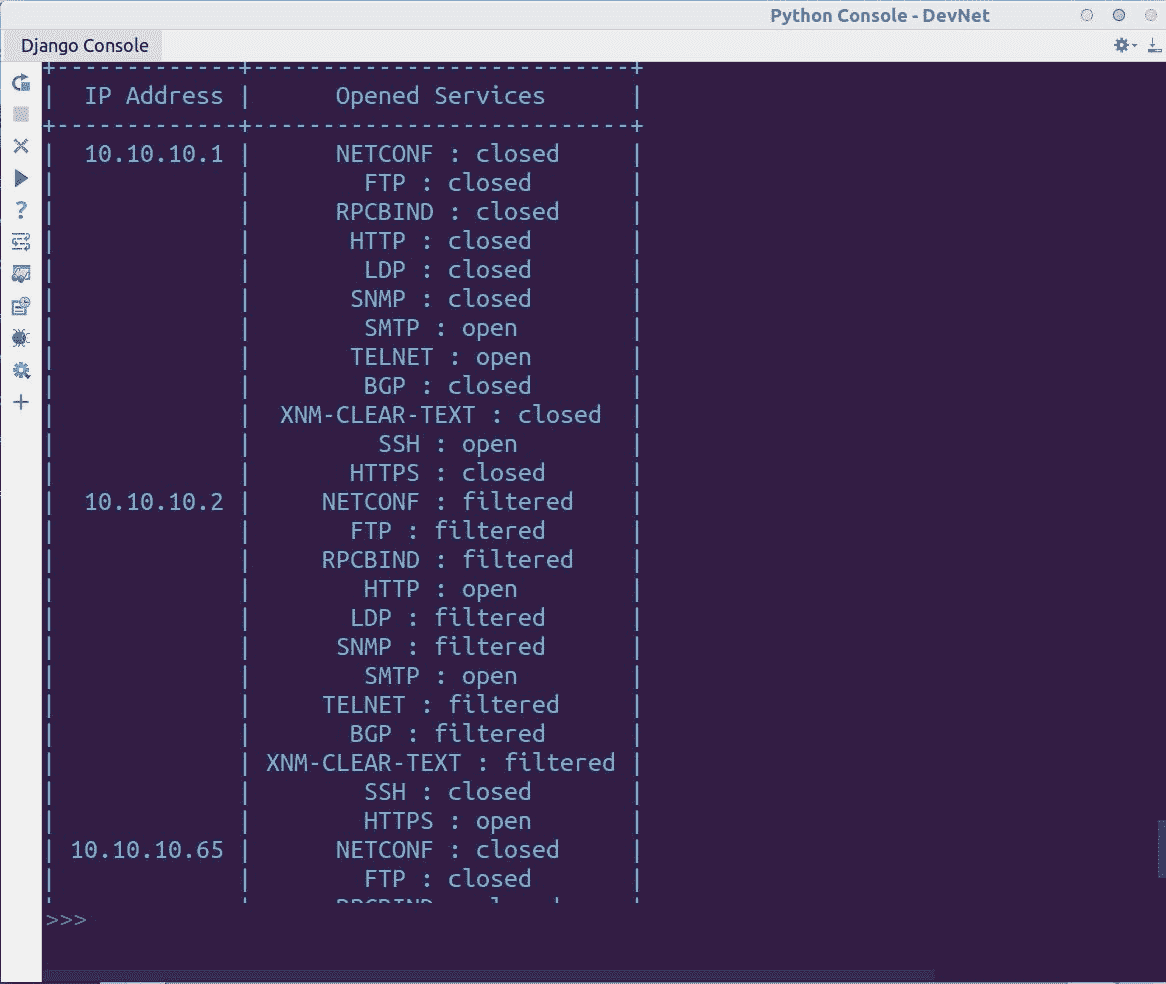 Python Console - DevNet
Django Console
+-------------+---------------------------+
| IP Address | Opened Services |
+-------------+---------------------------+
| 10.10.10.1 | NETCONF : closed |
| | FTP : closed |
| | RPCBIND : closed |
| | HTTP : closed |
| | LDP : closed |
| | SNMP : closed |
| | SMTP : open |
| | TELNET : open |
| | BGP : closed |
| | XNM-CLEAR-TEXT : closed |
| | SSH : open |
| | HTTPS : closed |
| 10.10.10.2 | NETCONF : filtered |
| | FTP : filtered |
| | RPCBIND : filtered |
| | HTTP : open |
| | LDP : filtered |
| | SNMP : filtered |
| | SMTP : open |
| | TELNET : filtered |
| | BGP : filtered |
| | XNM-CLEAR-TEXT : filtered |
| | SSH : closed |
| | HTTPS : open |
| 10.10.10.65 | NETCONF : closed |
| | FTP : closed |
>>>